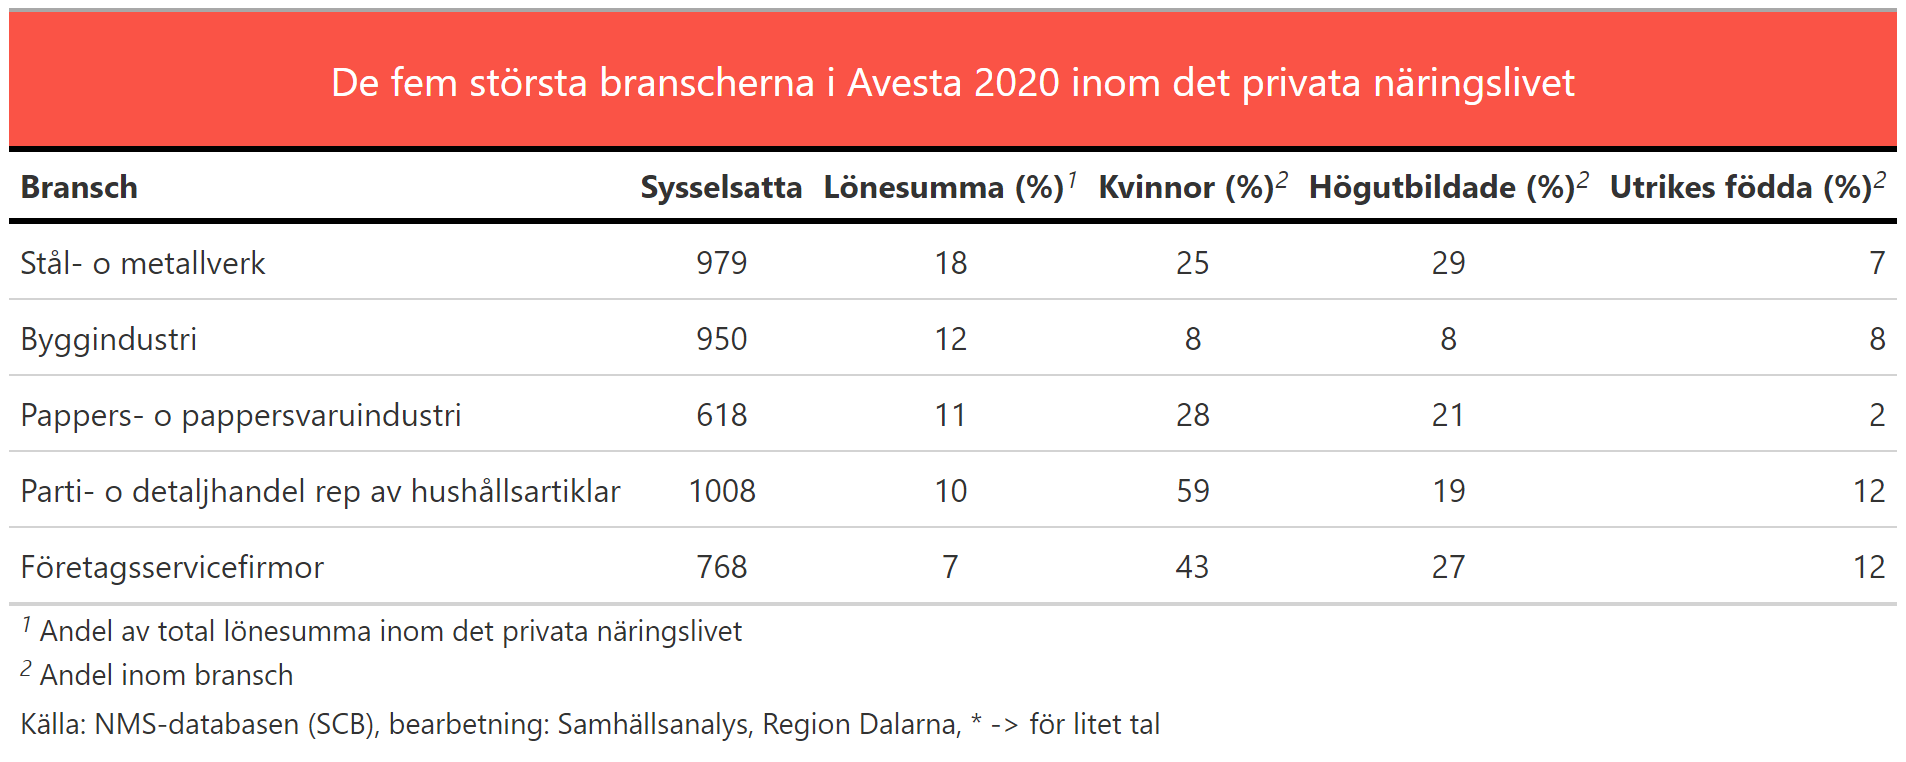 De fem största branscherna i Avesta 2020 inom det privata näringslivet
Bransch Sysselsatta Lönesumma (%)1 Kvinnor (%)2 Högutbildade (%)2 Utrikes födda (%)2
Stål- o metallverk 979 18 25 29 7
Byggindustri 950 12 8 8 8
Pappers- o pappersvaruindustri 618 11 28 21 2
Parti- o detaljhandel rep av hushållsartiklar 1008 10 59 19 12
Företagsservicefirmor 768 7 43 27 12
1 Andel av total lönesumma inom det privata näringslivet
2 Andel inom bransch
Källa: NMS-databasen (SCB), bearbetning: Samhällsanalys, Region Dalarna, * -> för litet tal